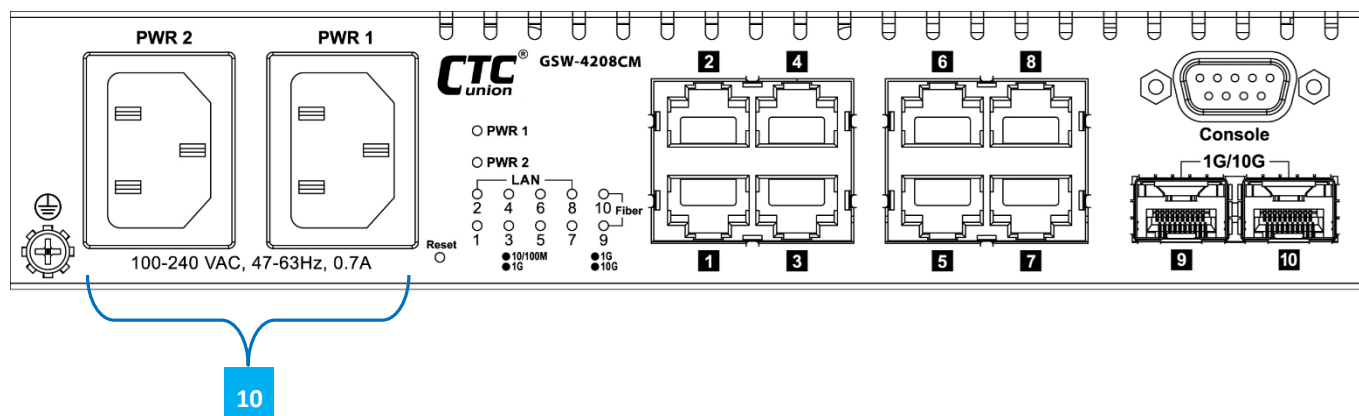 PWR 2 PWR 1
CTC union ® GSW-4208CM
PWR 1
PWR 2
LAN
2 4 6 8 10 Fiber
1 3 5 7 9
Reset
10/100M 1G
1G 10G
100-240 VAC, 47-63Hz, 0.7A
2 4 6 8
1 3 5 7
Console
1G/10G
9 10
10